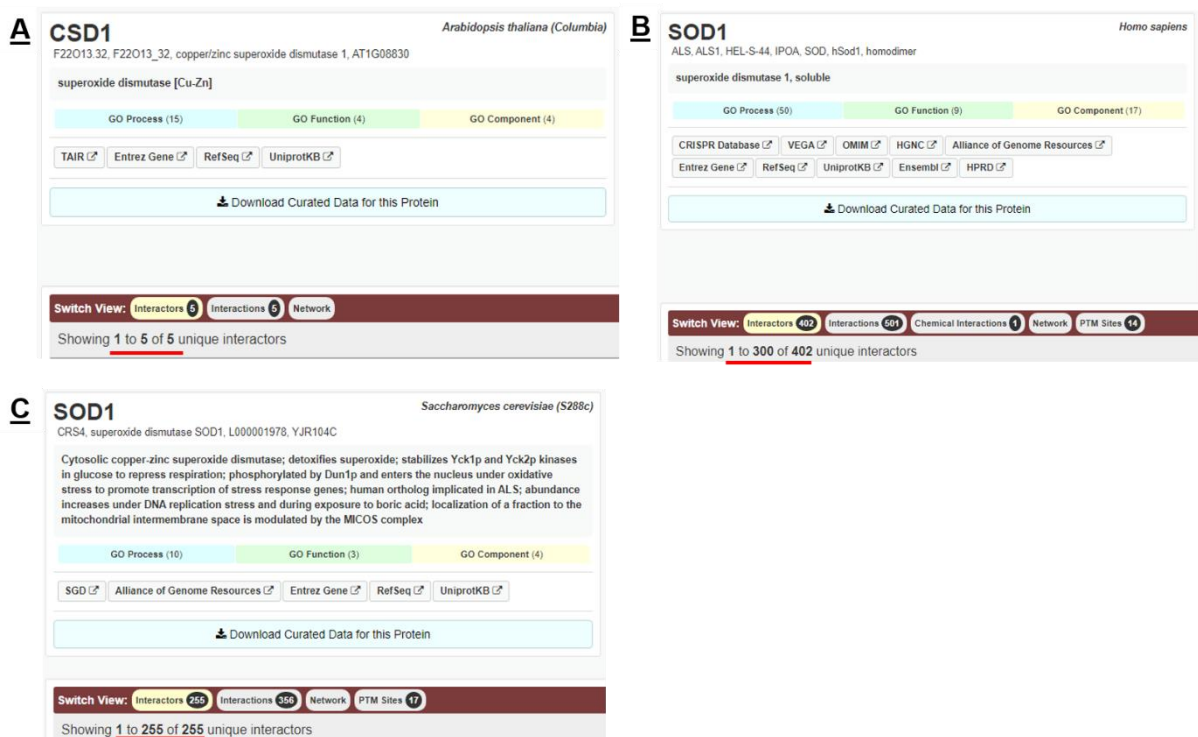 A
CSD1
Arabidopsis thaliana (Columbia)
F22O13.32, F22O13_32, copper/zinc superoxide dismutase 1, AT1G08830
superoxide dismutase [Cu-Zn]
GO Process (15) GO Function (4) GO Component (4)
TAIR Entrez Gene RefSeq UniprotKB
Download Curated Data for this Protein
Switch View: Interactors 5 Interactions 5 Network
Showing 1 to 5 of 5 unique interactors
B
SOD1
Homo sapiens
ALS, ALS1, HEL-S-44, IPOA, SOD, hSod1, homodimer
superoxide dismutase 1, soluble
GO Process (50) GO Function (9) GO Component (17)
CRISPR Database VEGA OMIM HGNC Alliance of Genome Resources
Entrez Gene RefSeq UniprotKB Ensembl HPRD
Download Curated Data for this Protein
Switch View: Interactors 402 Interactions 501 Chemical Interactions 1 Network PTM Sites 14
Showing 1 to 300 of 402 unique interactors
C
SOD1
Saccharomyces cerevisiae (S288c)
CRS4, superoxide dismutase SOD1, L000001978, YJR104C
Cytosolic copper-zinc superoxide dismutase; detoxifies superoxide; stabilizes Yck1p and Yck2p kinases
in glucose to repress respiration; phosphorylated by Dun1p and enters the nucleus under oxidative
stress to promote transcription of stress response genes; human ortholog implicated in ALS; abundance
increases under DNA replication stress and during exposure to boric acid; localization of a fraction to the
mitochondrial intermembrane space is modulated by the MICOS complex
GO Process (10) GO Function (3) GO Component (4)
SGD Alliance of Genome Resources Entrez Gene RefSeq UniprotKB
Download Curated Data for this Protein
Switch View: Interactors 255 Interactions 356 Network PTM Sites 17
Showing 1 to 255 of 255 unique interactors